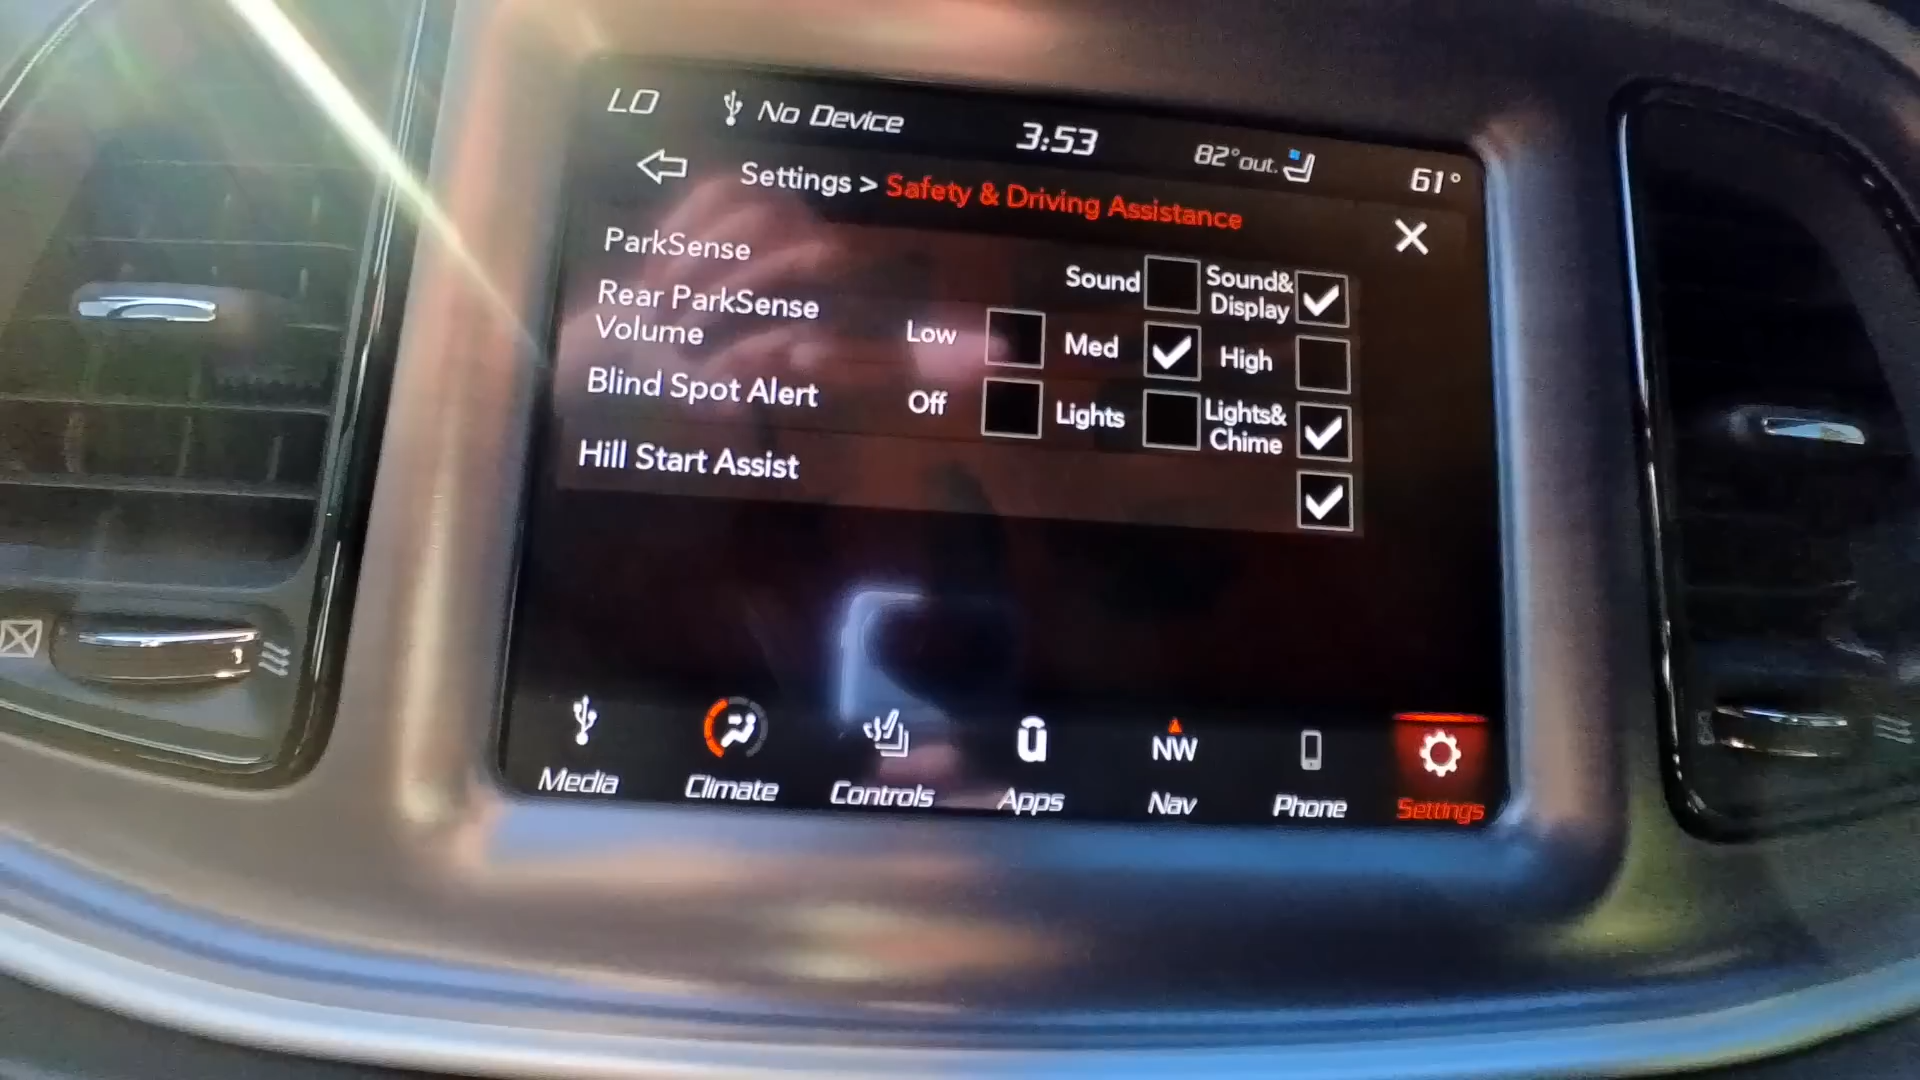 LO No Device 3:53 82°out. 61°
Settings > Safety & Driving Assistance
ParkSense Sound Sound& Display
Rear ParkSense Volume Low Med High
Blind Spot Alert Off Lights Lights& Chime
Hill Start Assist
NW
Media Climate Controls Apps Nav Phone Settings